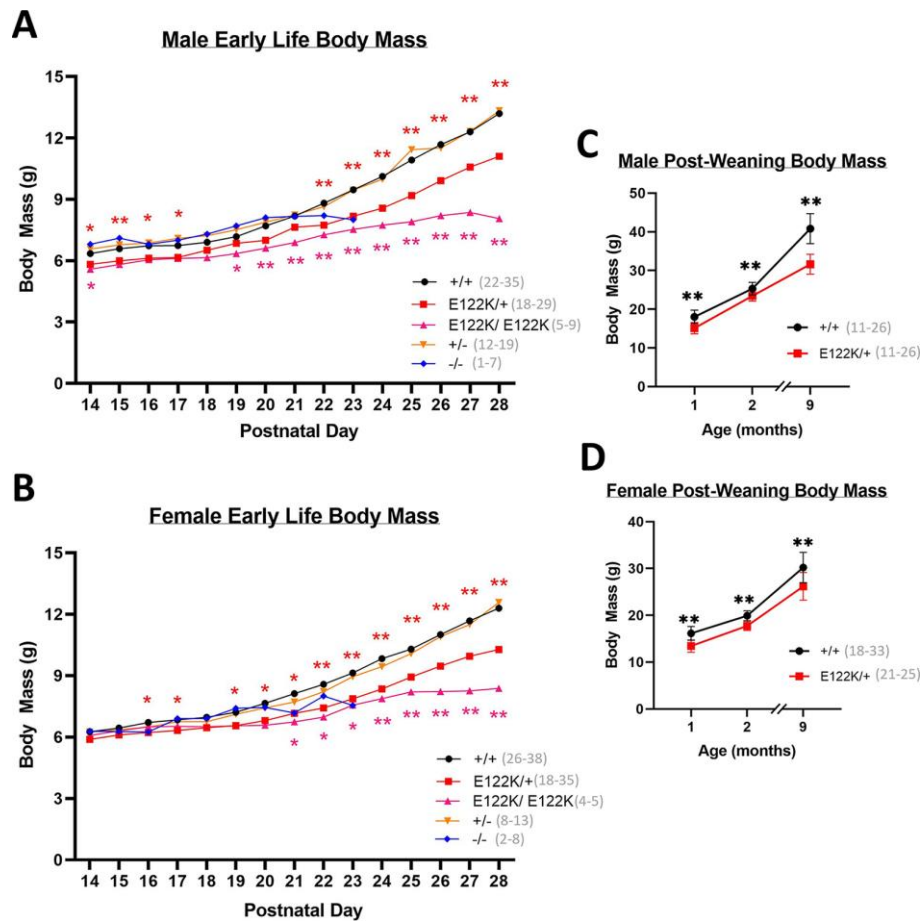 A
Male Early Life Body Mass
15
12
9
6
3
0
Body Mass (g)
* ** * * ** ** ** ** ** ** **
* * ** ** ** ** ** ** ** ** **
+/+ (22-35)
E122K/+ (18-29)
E122K/ E122K (5-9)
+/- (12-19)
-/- (1-7)
14 15 16 17 18 19 20 21 22 23 24 25 26 27 28
Postnatal Day
B
Female Early Life Body Mass
15
12
9
6
3
0
Body Mass (g)
* * * * * ** ** ** ** ** ** **
* * * ** ** ** ** **
+/+ (26-38)
E122K/+ (18-35)
E122K/ E122K (4-5)
+/- (8-13)
-/- (2-8)
14 15 16 17 18 19 20 21 22 23 24 25 26 27 28
Postnatal Day
C
Male Post-Weaning Body Mass
50
40
30
20
10
0
Body Mass (g)
** ** **
+/+ (11-26)
E122K/+ (11-26)
1 2 9
Age (months)
D
Female Post-Weaning Body Mass
40
30
20
10
0
Body Mass (g)
** ** **
+/+ (18-33)
E122K/+ (21-25)
1 2 9
Age (months)